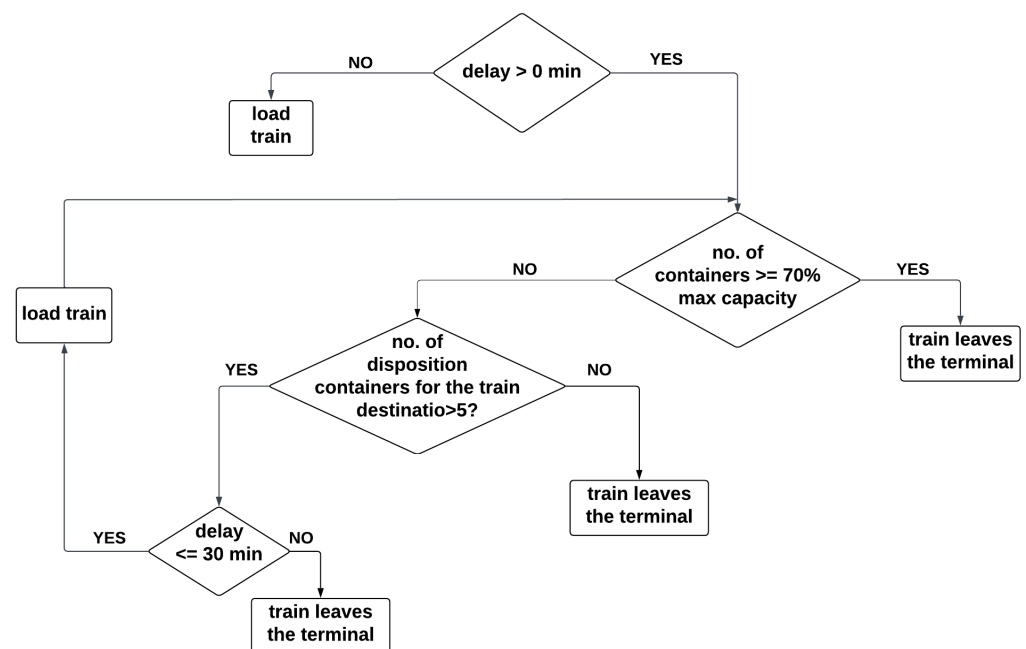 NO
delay > 0 min
YES
load
train
no. of
containers >= 70%
max capacity
NO
YES
load train
train leaves
the terminal
no. of
disposition
containers for the train
destinatio>5?
YES
NO
train leaves
the terminal
delay
<= 30 min
YES
NO
train leaves
the terminal